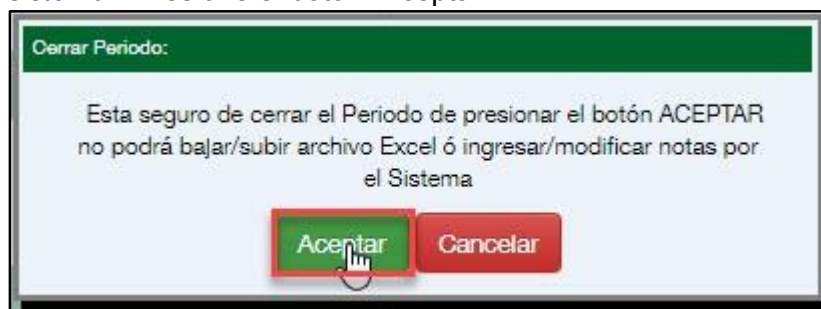 Cerrar Periodo:
Esta seguro de cerrar el Periodo de presionar el botón ACEPTAR
no podrá bajar/subir archivo Excel ó ingresar/modificar notas por
el Sistema
Aceptar Cancelar